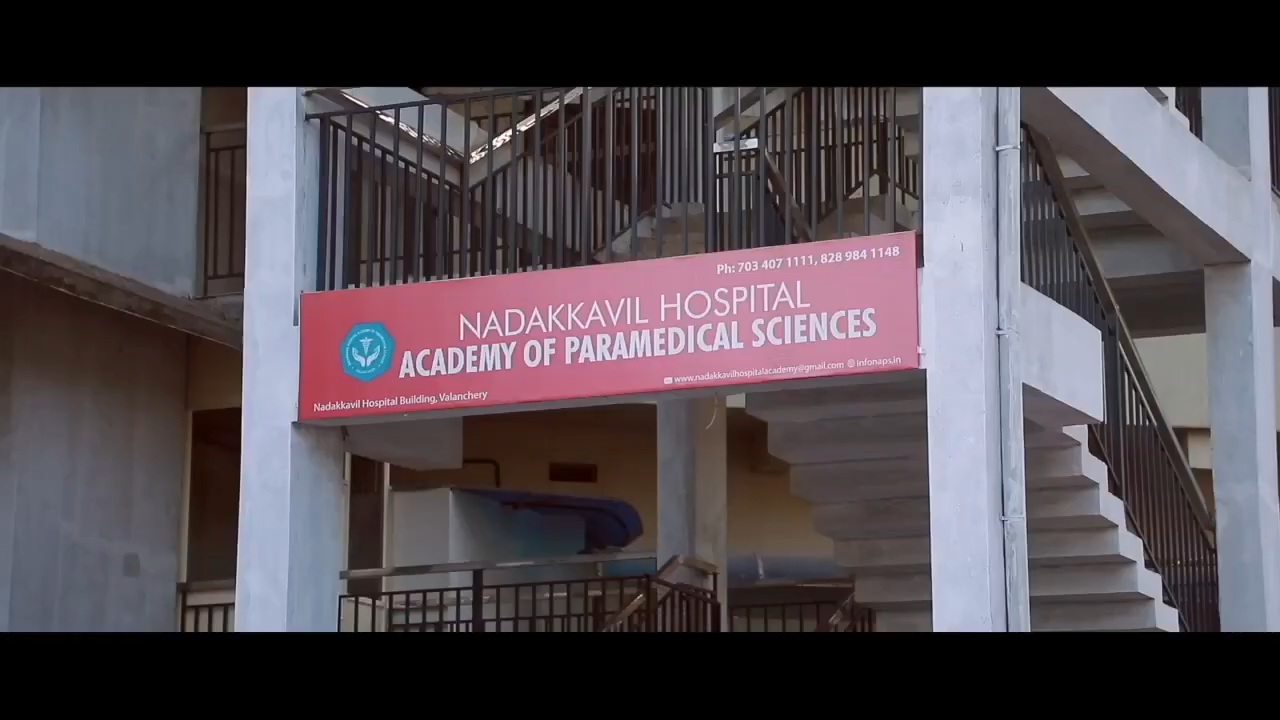 Ph: 703 407 1111, 828 984 1148
NADAKKAVIL HOSPITAL
ACADEMY OF PARAMEDICAL SCIENCES
www.nadakkavilhospitalacademy@gmail.com infonaps.in
Nadakkavil Hospital Building, Valanchery